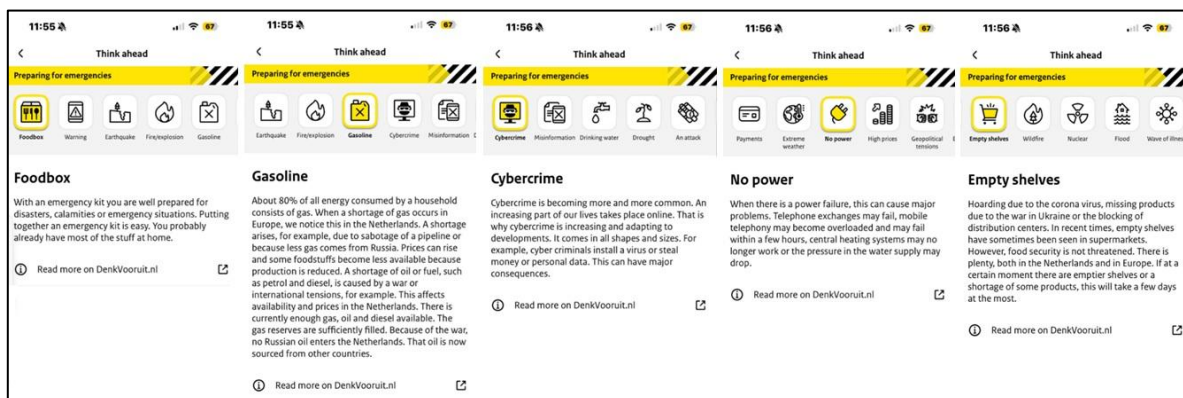 11:55
67
Think ahead
Preparing for emergencies
Foodbox
Warning
Earthquake
Fire/explosion
Gasoline
Foodbox
With an emergency kit you are well prepared for
disasters, calamities or emergency situations. Putting
together an emergency kit is easy. You probably
already have most of the stuff at home.
Read more on DenkVooruit.nl
11:55
67
Think ahead
Preparing for emergencies
Earthquake
Fire/explosion
Gasoline
Cybercrime
Misinformation
Gasoline
About 80% of all energy consumed by a household
consists of gas. When a shortage of gas occurs in
Europe, we notice this in the Netherlands. A shortage
arises, for example, due to sabotage of a pipeline or
because less gas comes from Russia. Prices can rise
and some foodstuffs become less available because
production is reduced. A shortage of oil or fuel, such
as petrol and diesel, is caused by a war or
international tensions, for example. This affects
availability and prices in the Netherlands. There is
currently enough gas, oil and diesel available. The
gas reserves are sufficiently filled. Because of the war,
no Russian oil enters the Netherlands. That oil is now
sourced from other countries.
Read more on DenkVooruit.nl
11:56
67
Think ahead
Preparing for emergencies
Cybercrime
Misinformation
Drinking water
Drought
An attack
Cybercrime
Cybercrime is becoming more and more common. An
increasing part of our lives takes place online. That is
why cybercrime is increasing and adapting to
developments. It comes in all shapes and sizes. For
example, cyber criminals install a virus or steal
money or personal data. This can have major
consequences.
Read more on DenkVooruit.nl
11:56
67
Think ahead
Preparing for emergencies
Payments
Extreme
weather
No power
High prices
Geopolitical
tensions
No power
When there is a power failure, this can cause major
problems. Telephone exchanges may fail, mobile
telephony may become overloaded and may fail
within a few hours, central heating systems may no
longer work or the pressure in the water supply may
drop.
Read more on DenkVooruit.nl
11:56
67
Think ahead
Preparing for emergencies
Empty shelves
Wildfire
Nuclear
Flood
Wave of illnes
Empty shelves
Hoarding due to the corona virus, missing products
due to the war in Ukraine or the blocking of
distribution centers. In recent times, empty shelves
have sometimes been seen in supermarkets.
However, food security is not threatened. There is
plenty, both in the Netherlands and in Europe. If at a
certain moment there are emptier shelves or a
shortage of some products, this will take a few days
at the most.
Read more on DenkVooruit.nl